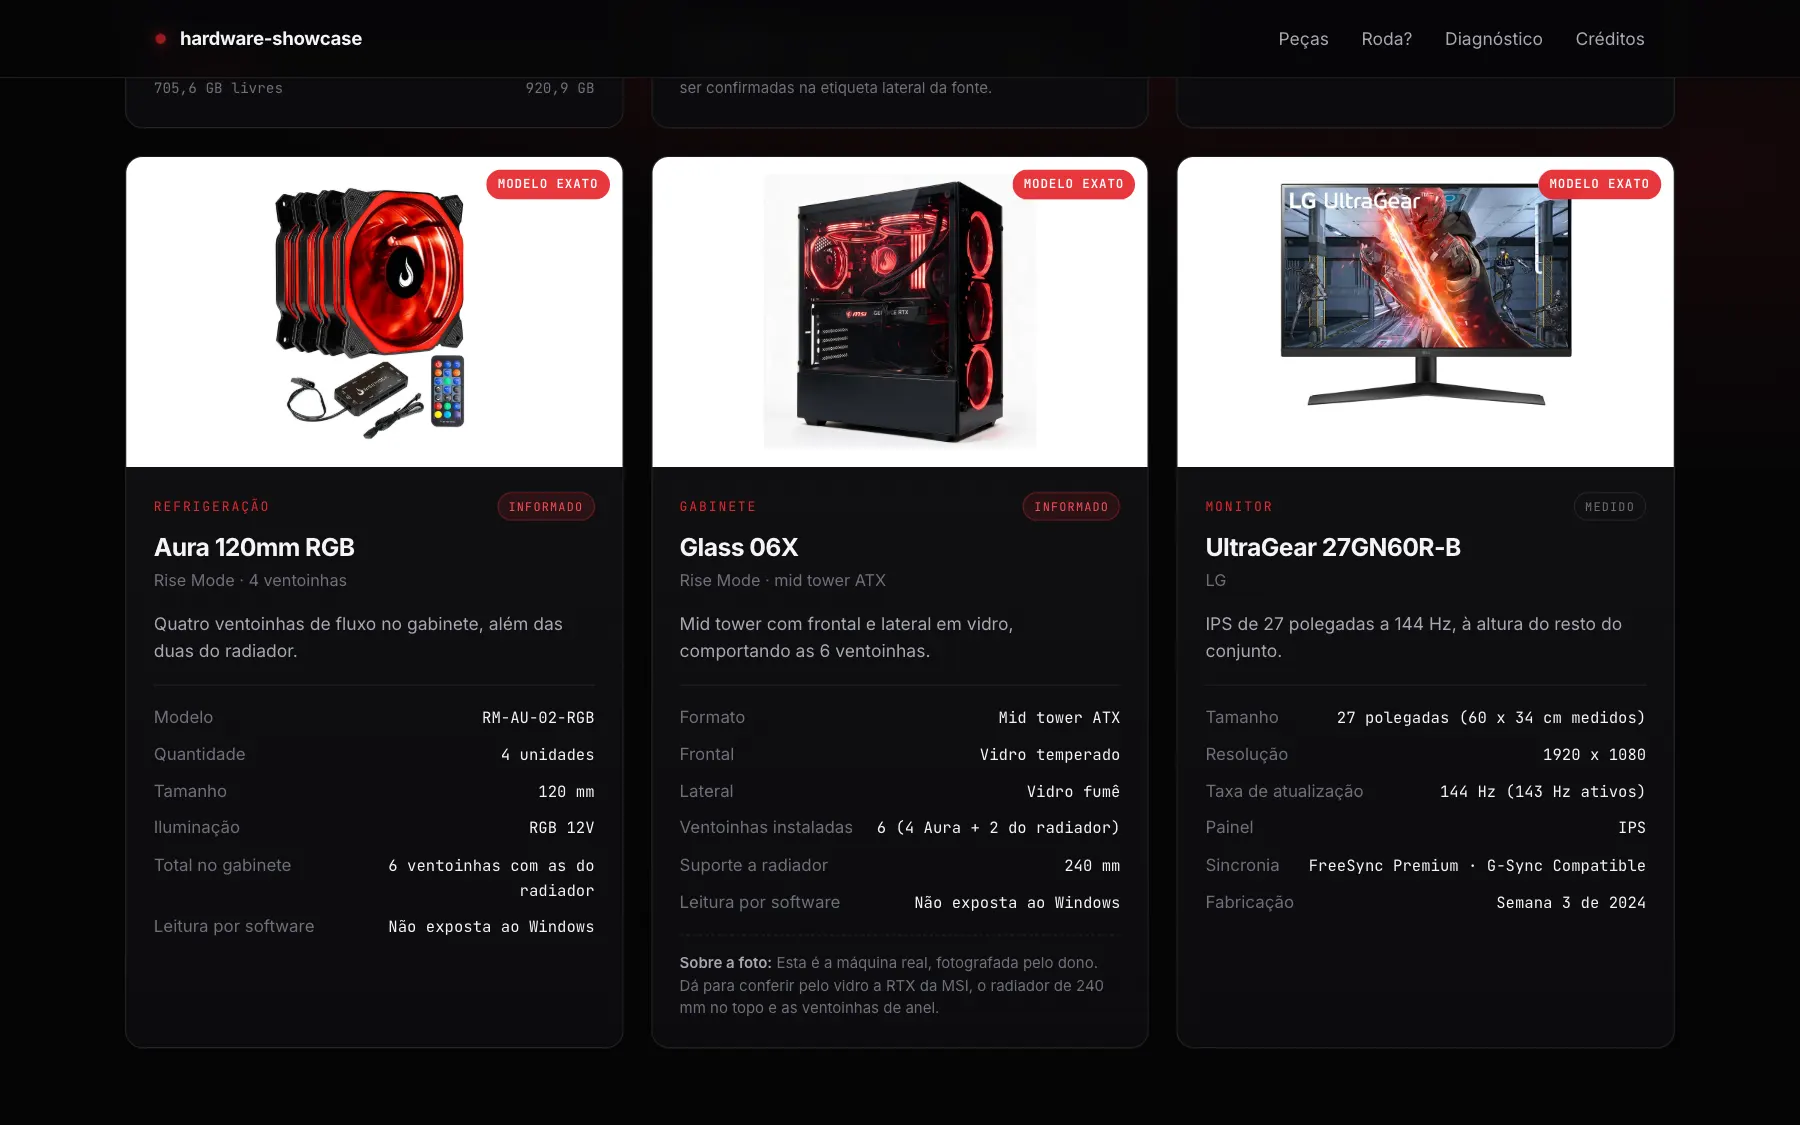 hardware-showcase
Peças
Roda?
Diagnóstico
Créditos
705,6 GB livres
920,9 GB
ser confirmadas na etiqueta lateral da fonte.
MODELO EXATO
REFRIGERAÇÃO
INFORMADO
Aura 120mm RGB
Rise Mode · 4 ventoinhas
Quatro ventoinhas de fluxo no gabinete, além das
duas do radiador.
Modelo
RM-AU-02-RGB
Quantidade
4 unidades
Tamanho
120 mm
Iluminação
RGB 12V
Total no gabinete
6 ventoinhas com as do
radiador
Leitura por software
Não exposta ao Windows
MODELO EXATO
msi
GABINETE
INFORMADO
Glass 06X
Rise Mode · mid tower ATX
Mid tower com frontal e lateral em vidro,
comportando as 6 ventoinhas.
Formato
Mid tower ATX
Frontal
Vidro temperado
Lateral
Vidro fumê
Ventoinhas instaladas
6 (4 Aura + 2 do radiador)
Suporte a radiador
240 mm
Leitura por software
Não exposta ao Windows
Sobre a foto: Esta é a máquina real, fotografada pelo dono.
Dá para conferir pelo vidro a RTX da MSI, o radiador de 240
mm no topo e as ventoinhas de anel.
MODELO EXATO
LG UltraGear
MONITOR
MEDIDO
UltraGear 27GN60R-B
LG
IPS de 27 polegadas a 144 Hz, à altura do resto do
conjunto.
Tamanho
27 polegadas (60 x 34 cm medidos)
Resolução
1920 x 1080
Taxa de atualização
144 Hz (143 Hz ativos)
Painel
IPS
Sincronia
FreeSync Premium · G-Sync Compatible
Fabricação
Semana 3 de 2024